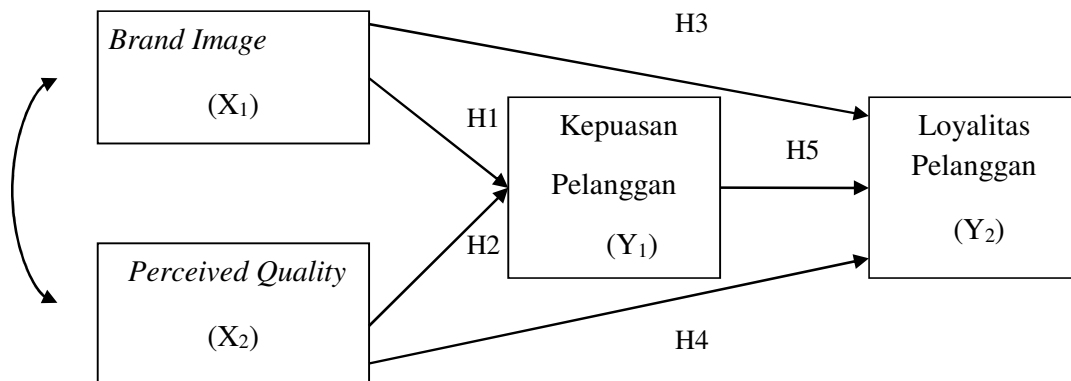 Brand Image
(X₁)
H3
H1
Kepuasan
Pelanggan
(Y₁)
H5
Loyalitas
Pelanggan
(Y₂)
H2
Perceived Quality
(X₂)
H4